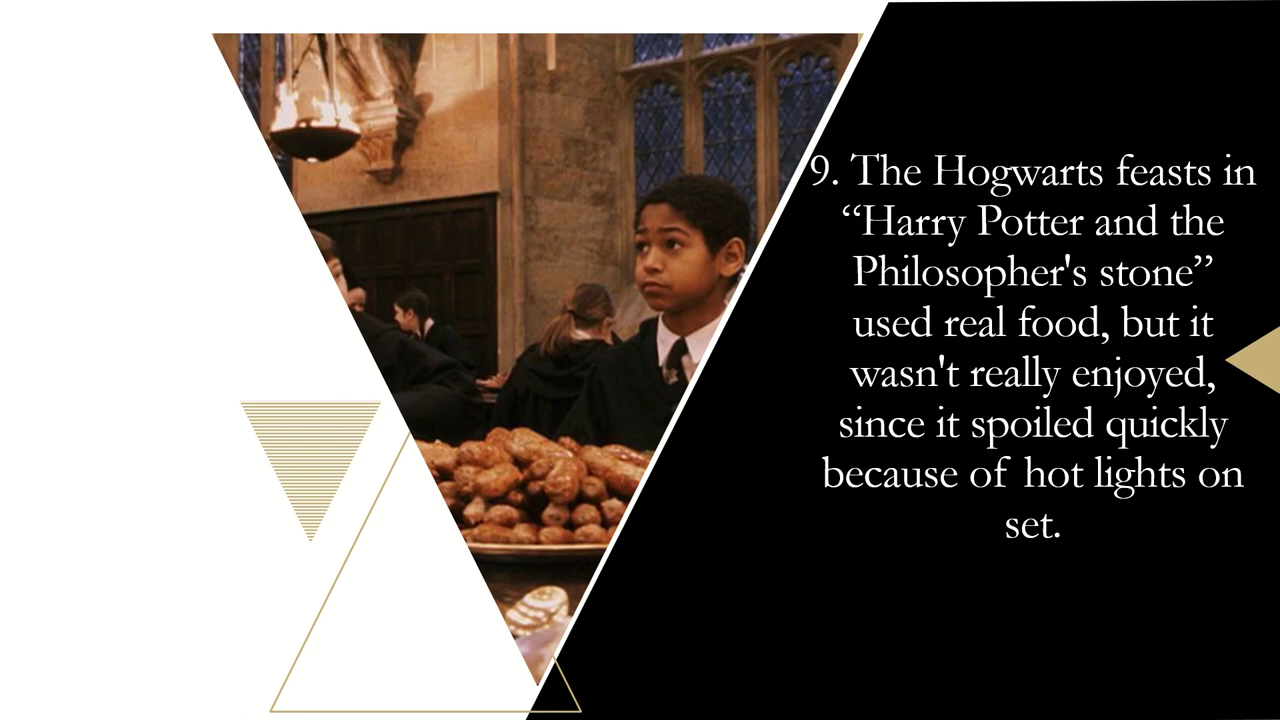 9. The Hogwarts feasts in
“Harry Potter and the
Philosopher's stone”
used real food, but it
wasn't really enjoyed,
since it spoiled quickly
because of hot lights on
set.